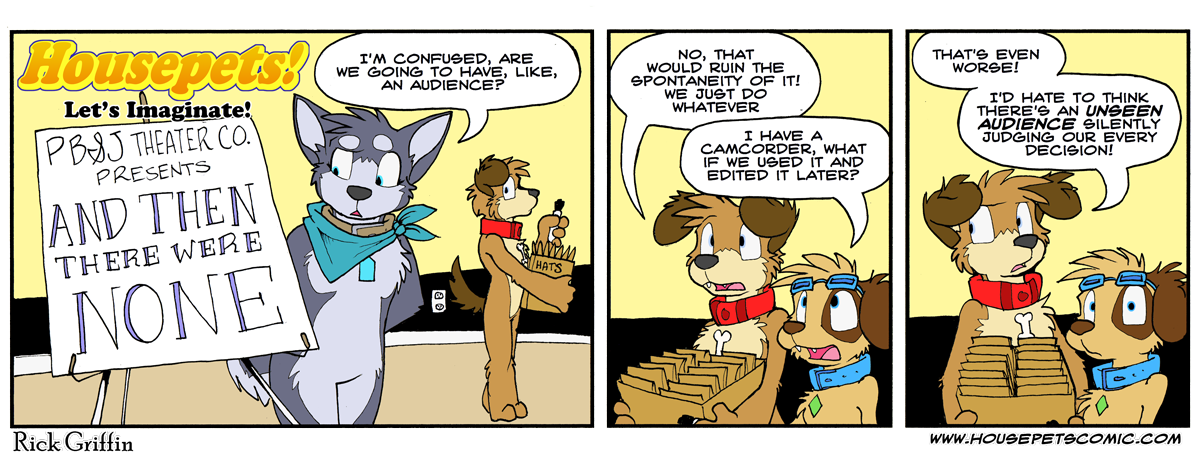 Housepets!
Let's Imaginate!
PB&J THEATER CO.
PRESENTS
AND THEN
THERE WERE
NONE
I'M CONFUSED, ARE
WE GOING TO HAVE, LIKE,
AN AUDIENCE?
HATS
NO, THAT
WOULD RUIN THE
SPONTANEITY OF IT!
WE JUST DO
WHATEVER
I HAVE A
CAMCORDER, WHAT
IF WE USED IT AND
EDITED IT LATER?
THAT'S EVEN
WORSE!
I'D HATE TO THINK
THERE'S AN UNSEEN
AUDIENCE SILENTLY
JUDGING OUR EVERY
DECISION!
Rick Griffin
WWW.HOUSEPETSCOMIC.COM